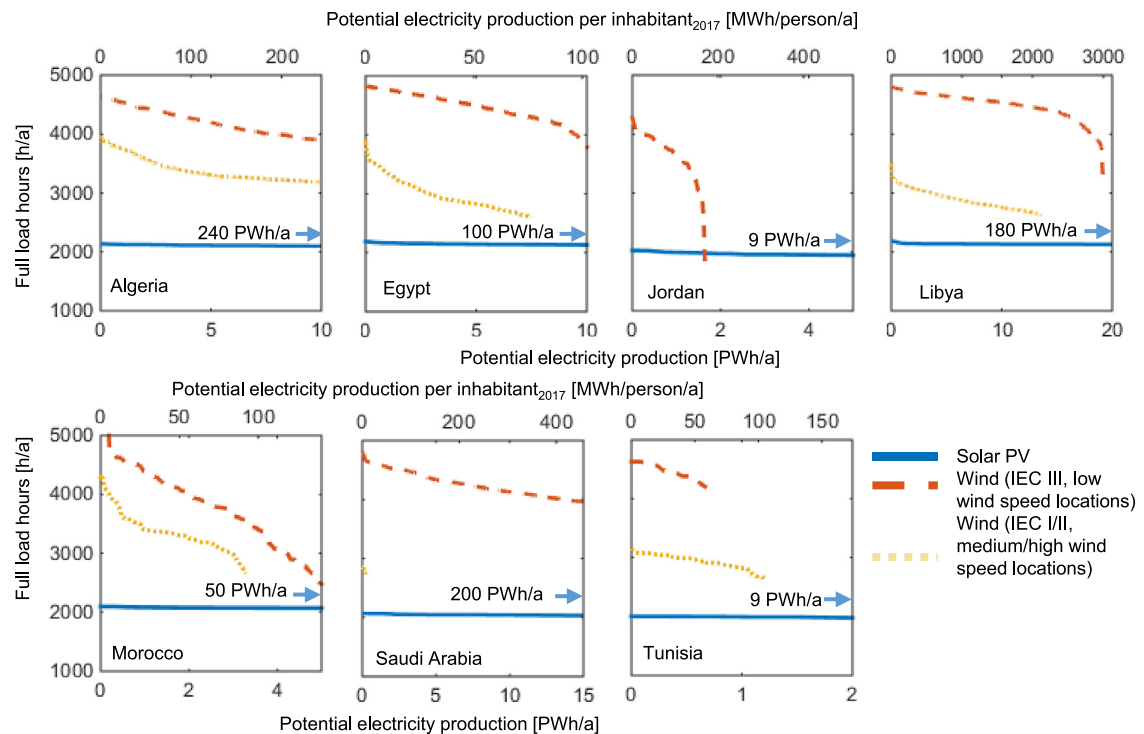 Potential electricity production per inhabitant2017 [MWh/person/a]
0 100 200
0 50 100
0 200 400
0 1000 2000 3000
Full load hours [h/a]
5000
4000
3000
2000
1000
240 PWh/a
100 PWh/a
9 PWh/a
180 PWh/a
Algeria
Egypt
Jordan
Libya
0 5 10
0 5 10
0 2 4
0 10 20
Potential electricity production [PWh/a]
Potential electricity production per inhabitant2017 [MWh/person/a]
0 50 100
0 200 400
0 50 100 150
Full load hours [h/a]
5000
4000
3000
2000
1000
50 PWh/a
200 PWh/a
9 PWh/a
Morocco
Saudi Arabia
Tunisia
0 2 4
0 5 10 15
0 1 2
Potential electricity production [PWh/a]
Solar PV
Wind (IEC III, low
wind speed locations)
Wind (IEC I/II,
medium/high wind
speed locations)